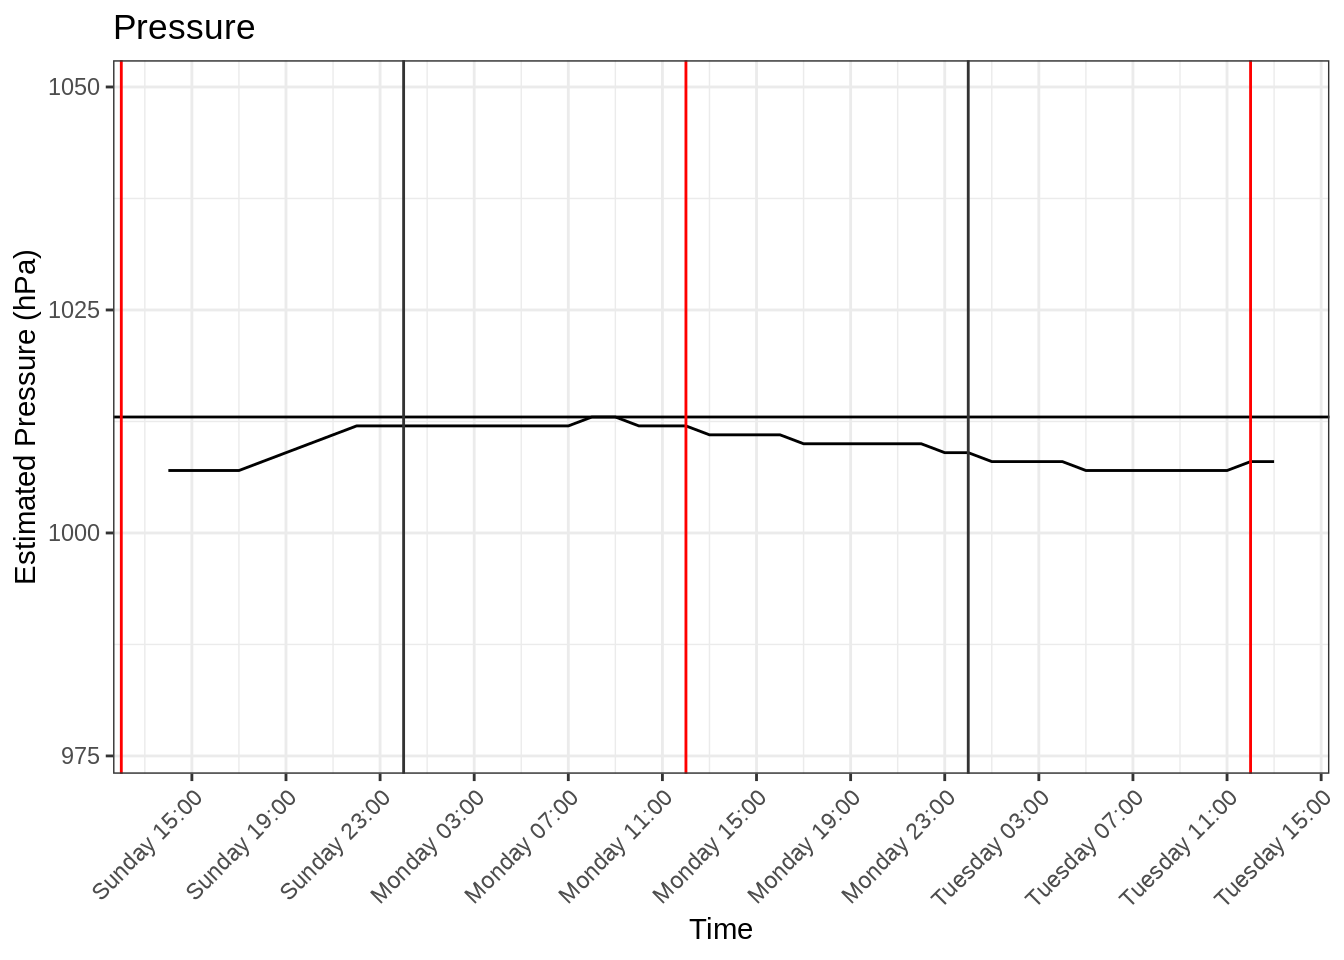 Pressure
Estimated Pressure (hPa)
1050
1025
1000
975
Sunday 15:00
Sunday 19:00
Sunday 23:00
Monday 03:00
Monday 07:00
Monday 11:00
Monday 15:00
Monday 19:00
Monday 23:00
Tuesday 03:00
Tuesday 07:00
Tuesday 11:00
Tuesday 15:00
Time